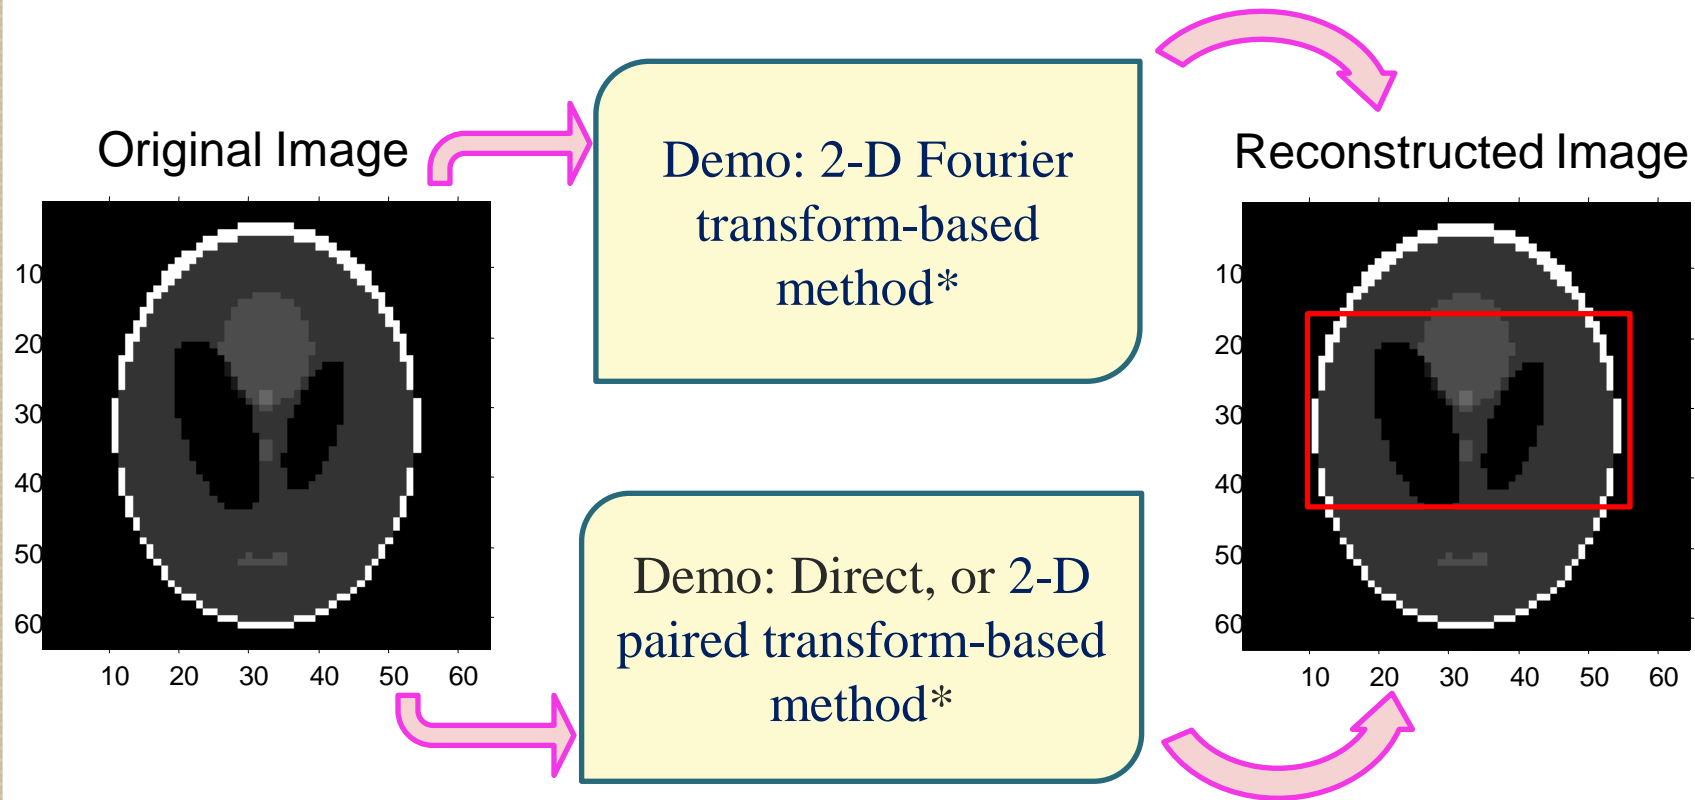 Original Image
10
20
30
40
50
60
10 20 30 40 50 60
Demo: 2-D Fourier
transform-based
method*
Demo: Direct, or 2-D
paired transform-based
method*
Reconstructed Image
10
20
30
40
50
60
10 20 30 40 50 60